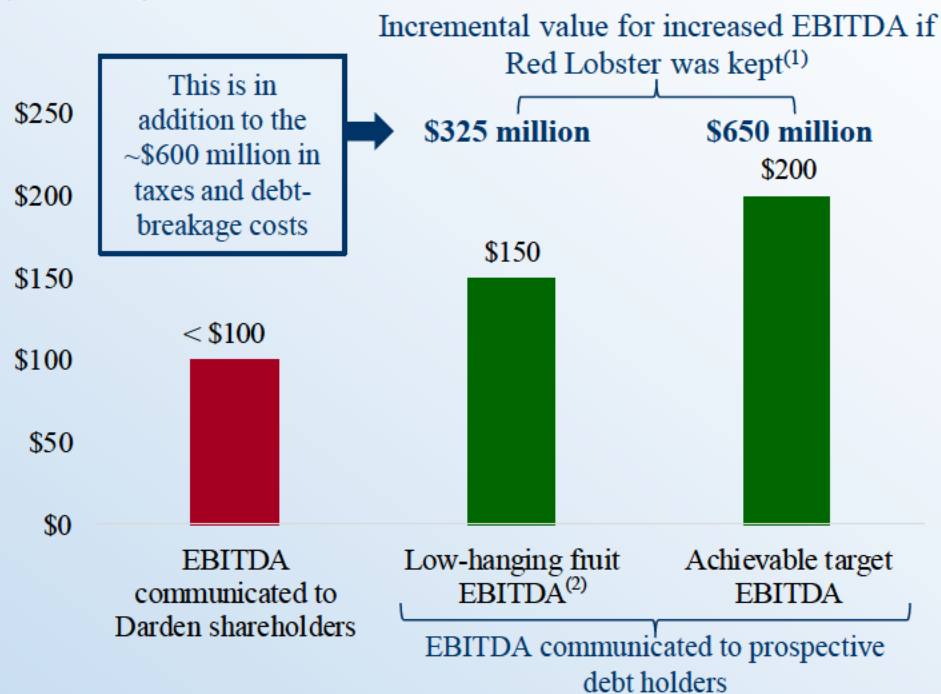 Incremental value for increased EBITDA if
Red Lobster was kept(1)
This is in
addition to the
~$600 million in
taxes and debt-
breakage costs
$325 million
$650 million
$250
$200
$150
$100
$50
$0
< $100
$150
$200
EBITDA
communicated to
Darden shareholders
Low-hanging fruit
EBITDA(2)
Achievable target
EBITDA
EBITDA communicated to prospective
debt holders